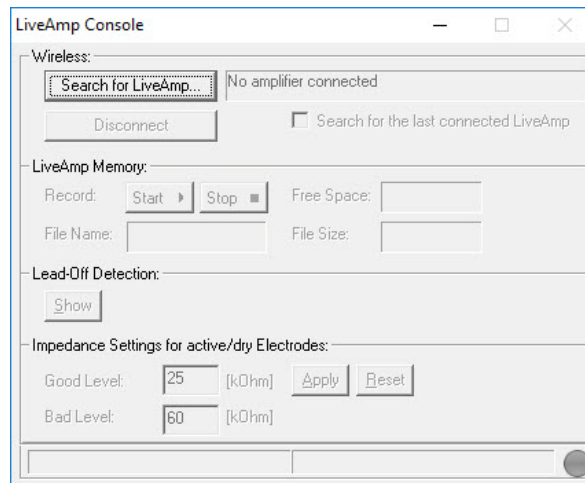 LiveAmp Console
Wireless:
Search for LiveAmp... No amplifier connected
Disconnect Search for the last connected LiveAmp
LiveAmp Memory:
Record: Start Stop Free Space:
File Name: File Size:
Lead-Off Detection:
Show
Impedance Settings for active/dry Electrodes:
Good Level: 25 [kOhm] Apply Reset
Bad Level: 60 [kOhm]